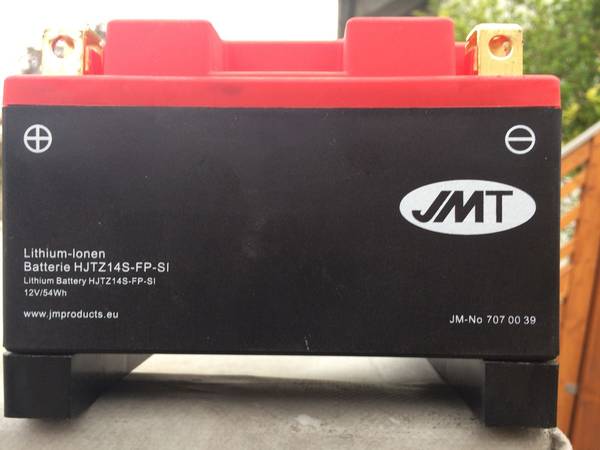 JMT
Lithium-Ionen
Batterie HJTZ14S-FP-SI
Lithium Battery HJTZ14S-FP-SI
12V/54Wh
www.jmproducts.eu
JM-No 707 00 39